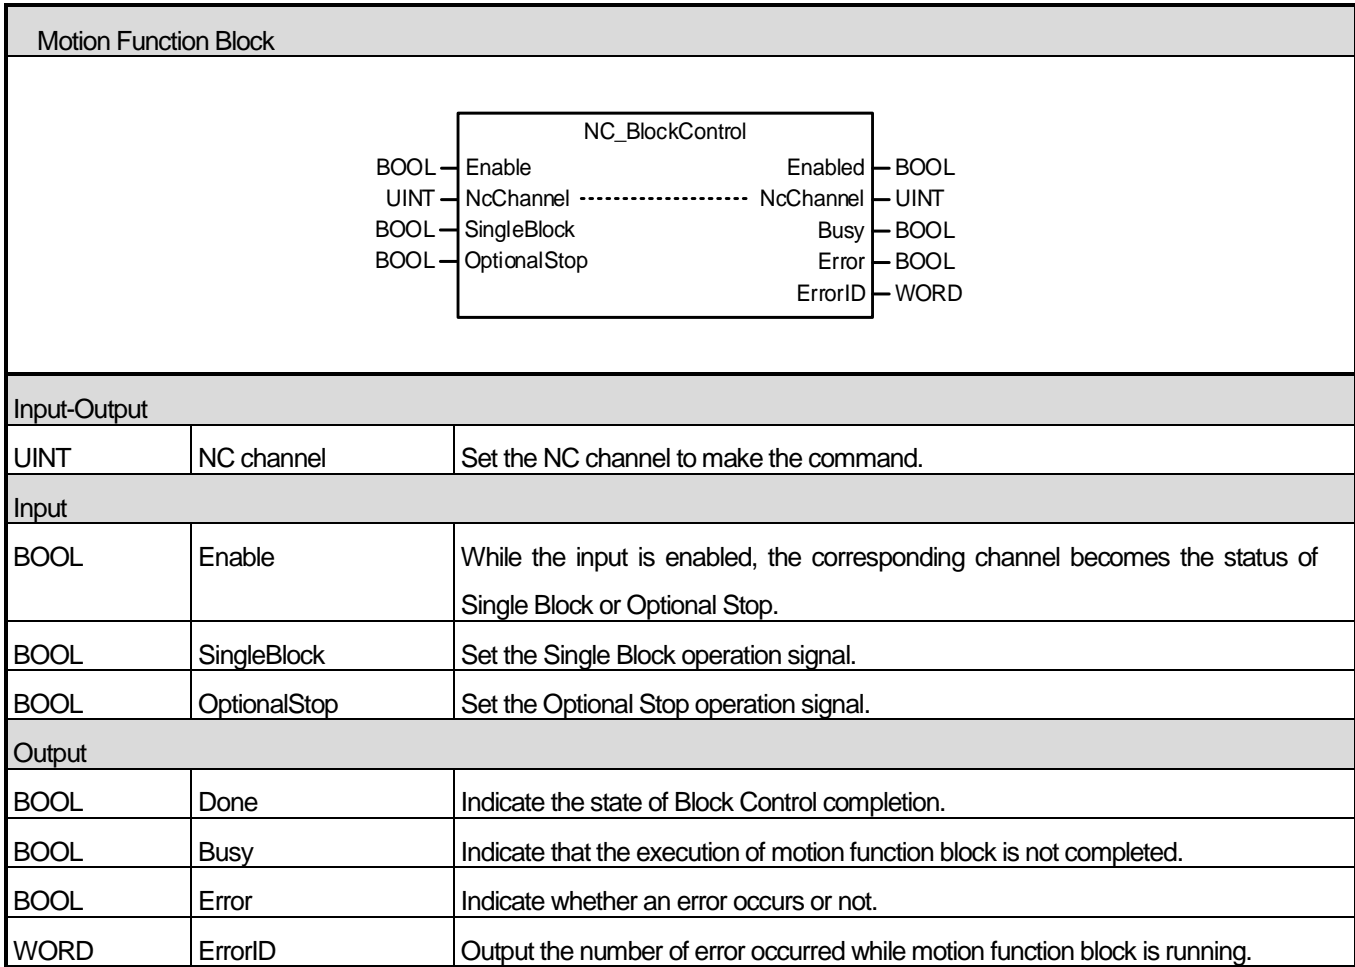 Motion Function Block
NC_BlockControl
BOOL Enable Enabled BOOL
UINT NcChannel NcChannel UINT
BOOL SingleBlock Busy BOOL
BOOL OptionalStop Error BOOL
ErrorID WORD
Input-Output
UINT NC channel Set the NC channel to make the command.
Input
BOOL Enable While the input is enabled, the corresponding channel becomes the status of
Single Block or Optional Stop.
BOOL SingleBlock Set the Single Block operation signal.
BOOL OptionalStop Set the Optional Stop operation signal.
Output
BOOL Done Indicate the state of Block Control completion.
BOOL Busy Indicate that the execution of motion function block is not completed.
BOOL Error Indicate whether an error occurs or not.
WORD ErrorID Output the number of error occurred while motion function block is running.